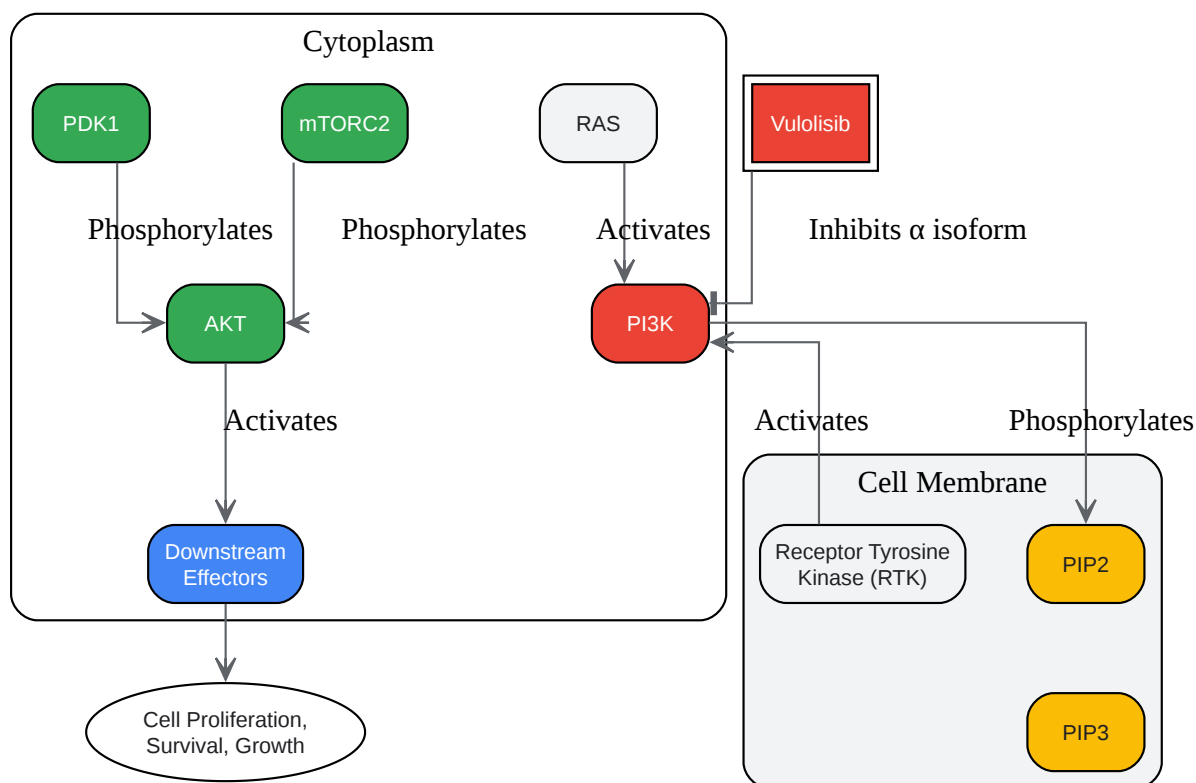 Cytoplasm
PDK1
mTORC2
RAS
Vulolisib
Phosphorylates
Phosphorylates
Activates
Inhibits α isoform
AKT
PI3K
Activates
Activates
Phosphorylates
Cell Membrane
Downstream
Effectors
Receptor Tyrosine
Kinase (RTK)
PIP2
Cell Proliferation,
Survival, Growth
PIP3